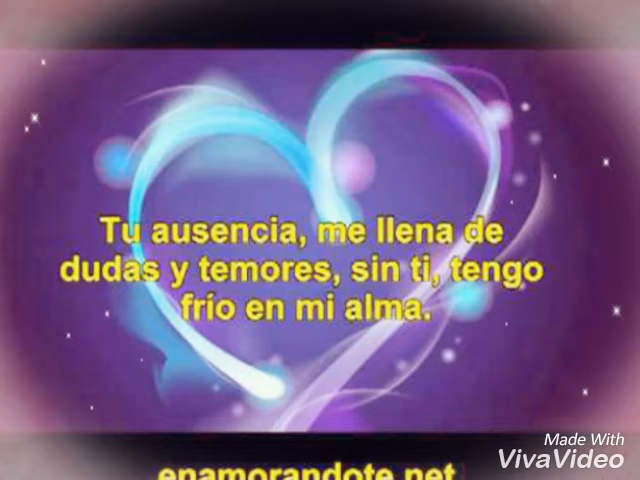 Tu ausencia, me llena de
dudas y temores, sin ti, tengo
frío en mi alma.
enamorandote.net
Made With
VivaVideo